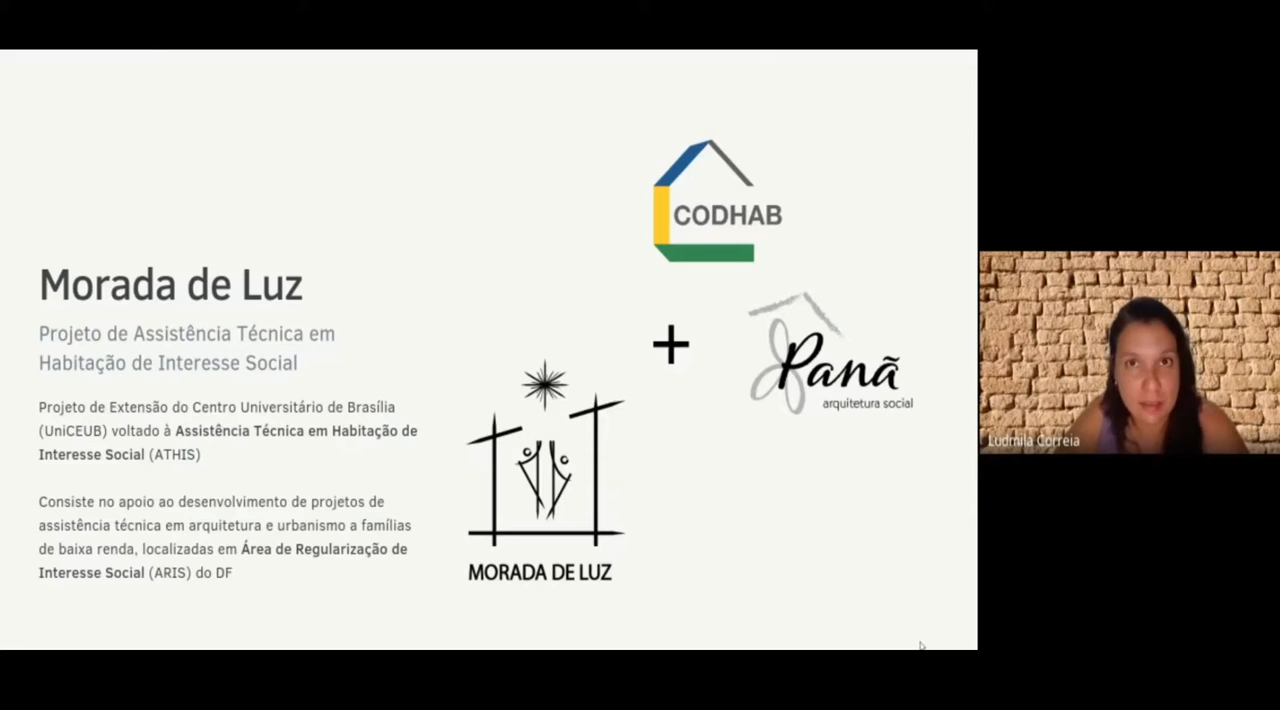 Morada de Luz
Projeto de Assistência Técnica em
Habitação de Interesse Social
Projeto de Extensão do Centro Universitário de Brasília
(UniCEUB) voltado à Assistência Técnica em Habitação de
Interesse Social (ATHIS)
Consiste no apoio ao desenvolvimento de projetos de
assistência técnica em arquitetura e urbanismo a famílias
de baixa renda, localizadas em Área de Regularização de
Interesse Social (ARIS) do DF
MORADA DE LUZ
CODHAB
+
Panã
arquitetura social
Ludmila Correia